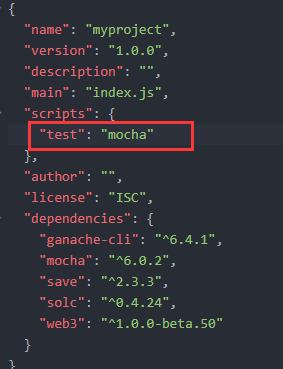 {
"name": "myproject",
"version": "1.0.0",
"description": "",
"main": "index.js",
"scripts": {
"test": "mocha"
},
"author": "",
"license": "ISC",
"dependencies": {
"ganache-cli": "^6.4.1",
"mocha": "^6.0.2",
"save": "^2.3.3",
"solc": "^0.4.24",
"web3": "^1.0.0-beta.50"
}
}